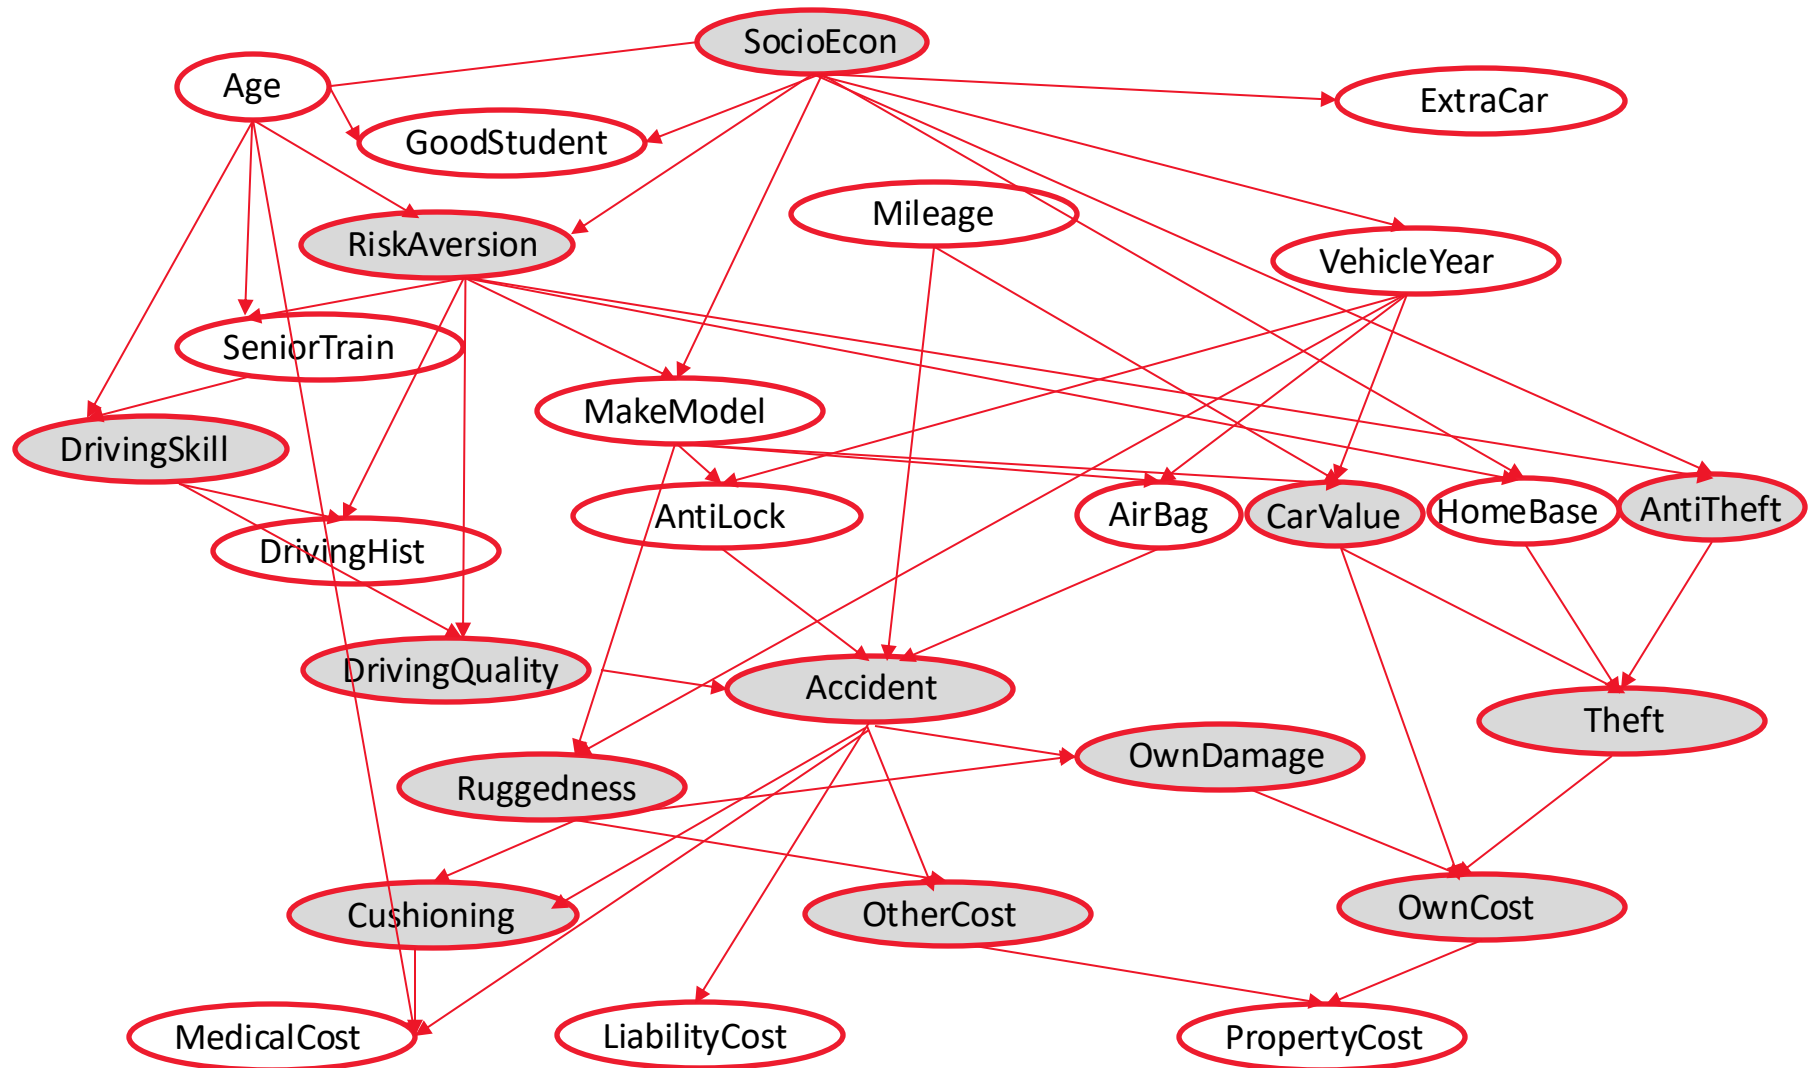 SocioEcon
Age
ExtraCar
GoodStudent
Mileage
RiskAversion
VehicleYear
SeniorTrain
MakeModel
DrivingSkill
AntiLock
AirBag
CarValue
HomeBase
AntiTheft
DrivingHist
DrivingQuality
Accident
Theft
OwnDamage
Ruggedness
Cushioning
OtherCost
OwnCost
MedicalCost
LiabilityCost
PropertyCost